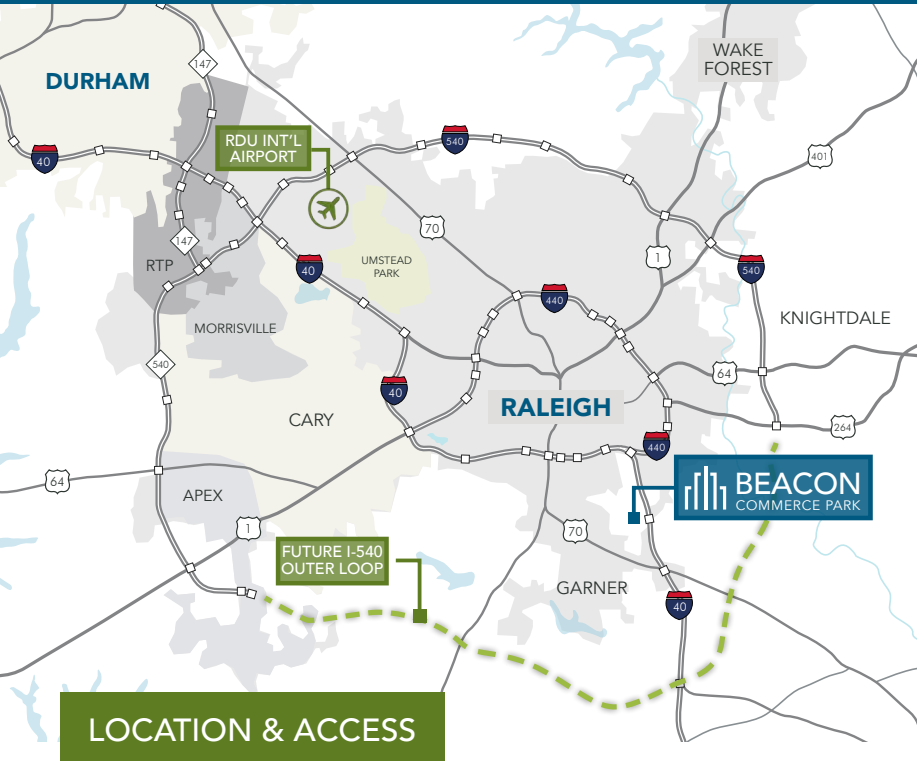 WAKE
FOREST
147
DURHAM
RDU INT'L
AIRPORT
540
40
401
70
147
1
UMSTEAD
PARK
RTP
40
540
440
KNIGHTDALE
MORRISVILLE
540
64
40
RALEIGH
CARY
264
440
64
BEACON
COMMERCE PARK
APEX
1
70
FUTURE I-540
OUTER LOOP
GARNER
40
LOCATION & ACCESS